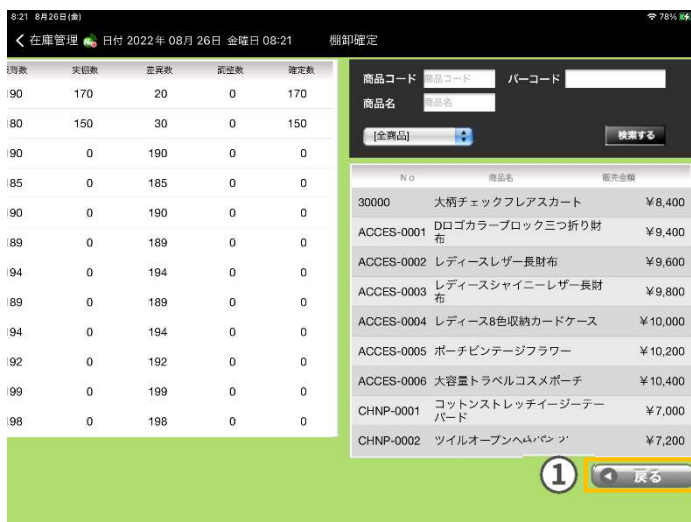 8:21 8月26日(金)
78%
在庫管理 日付 2022年 08月 26日 金曜日 08:21 棚卸確定
実棚数 差異数 調整数 確定数
190 170 20 0 170
180 150 30 0 150
190 0 190 0 0
185 0 185 0 0
190 0 190 0 0
189 0 189 0 0
194 0 194 0 0
189 0 189 0 0
194 0 194 0 0
192 0 192 0 0
199 0 199 0 0
198 0 198 0 0
商品コード 商品コード バーコード
商品名 商品名
[全商品] 検索する
No 商品名 販売金額
30000 大柄チェックフレアスカート ¥8,400
ACCES-0001 Dロゴカラーブロック三つ折り財布 ¥9,400
ACCES-0002 レディースレザー長財布 ¥9,600
ACCES-0003 レディースシャイニーレザー長財布 ¥9,800
ACCES-0004 レディース8色収納カードケース ¥10,000
ACCES-0005 ポーチビンテージフラワー ¥10,200
ACCES-0006 大容量トラベルコスメポーチ ¥10,400
CHNP-0001 コットンストレッチイージーテーパード ¥7,000
CHNP-0002 ツイルオープンヘム ¥7,200
① 戻る